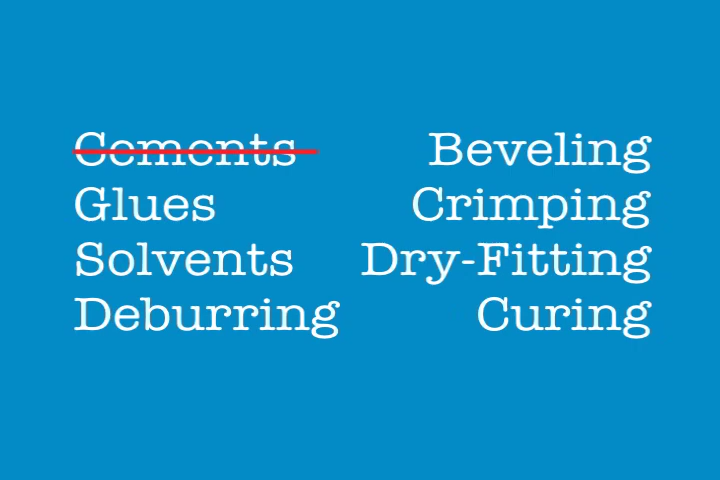 Cements Beveling
Glues Crimping
Solvents Dry-Fitting
Deburring Curing